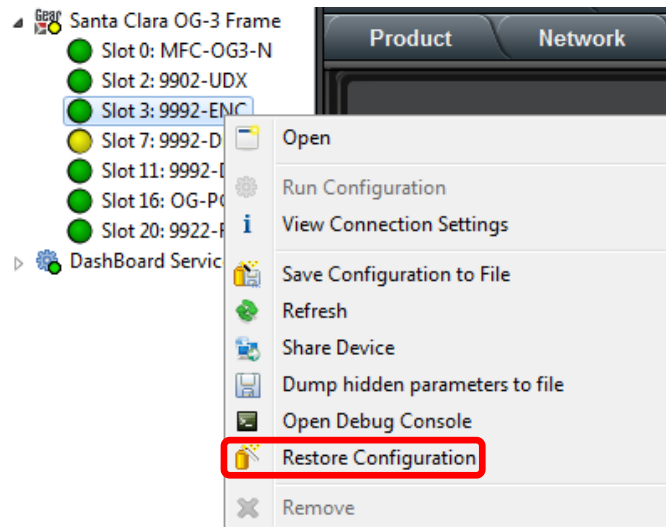 Santa Clara OG-3 Frame
Slot 0: MFC-OG3-N
Slot 2: 9902-UDX
Slot 3: 9992-ENC
Slot 7: 9992-D
Slot 11: 9992-
Slot 16: OG-P
Slot 20: 9922-
DashBoard Servic
Product
Network
Open
Run Configuration
View Connection Settings
Save Configuration to File
Refresh
Share Device
Dump hidden parameters to file
Open Debug Console
Restore Configuration
Remove